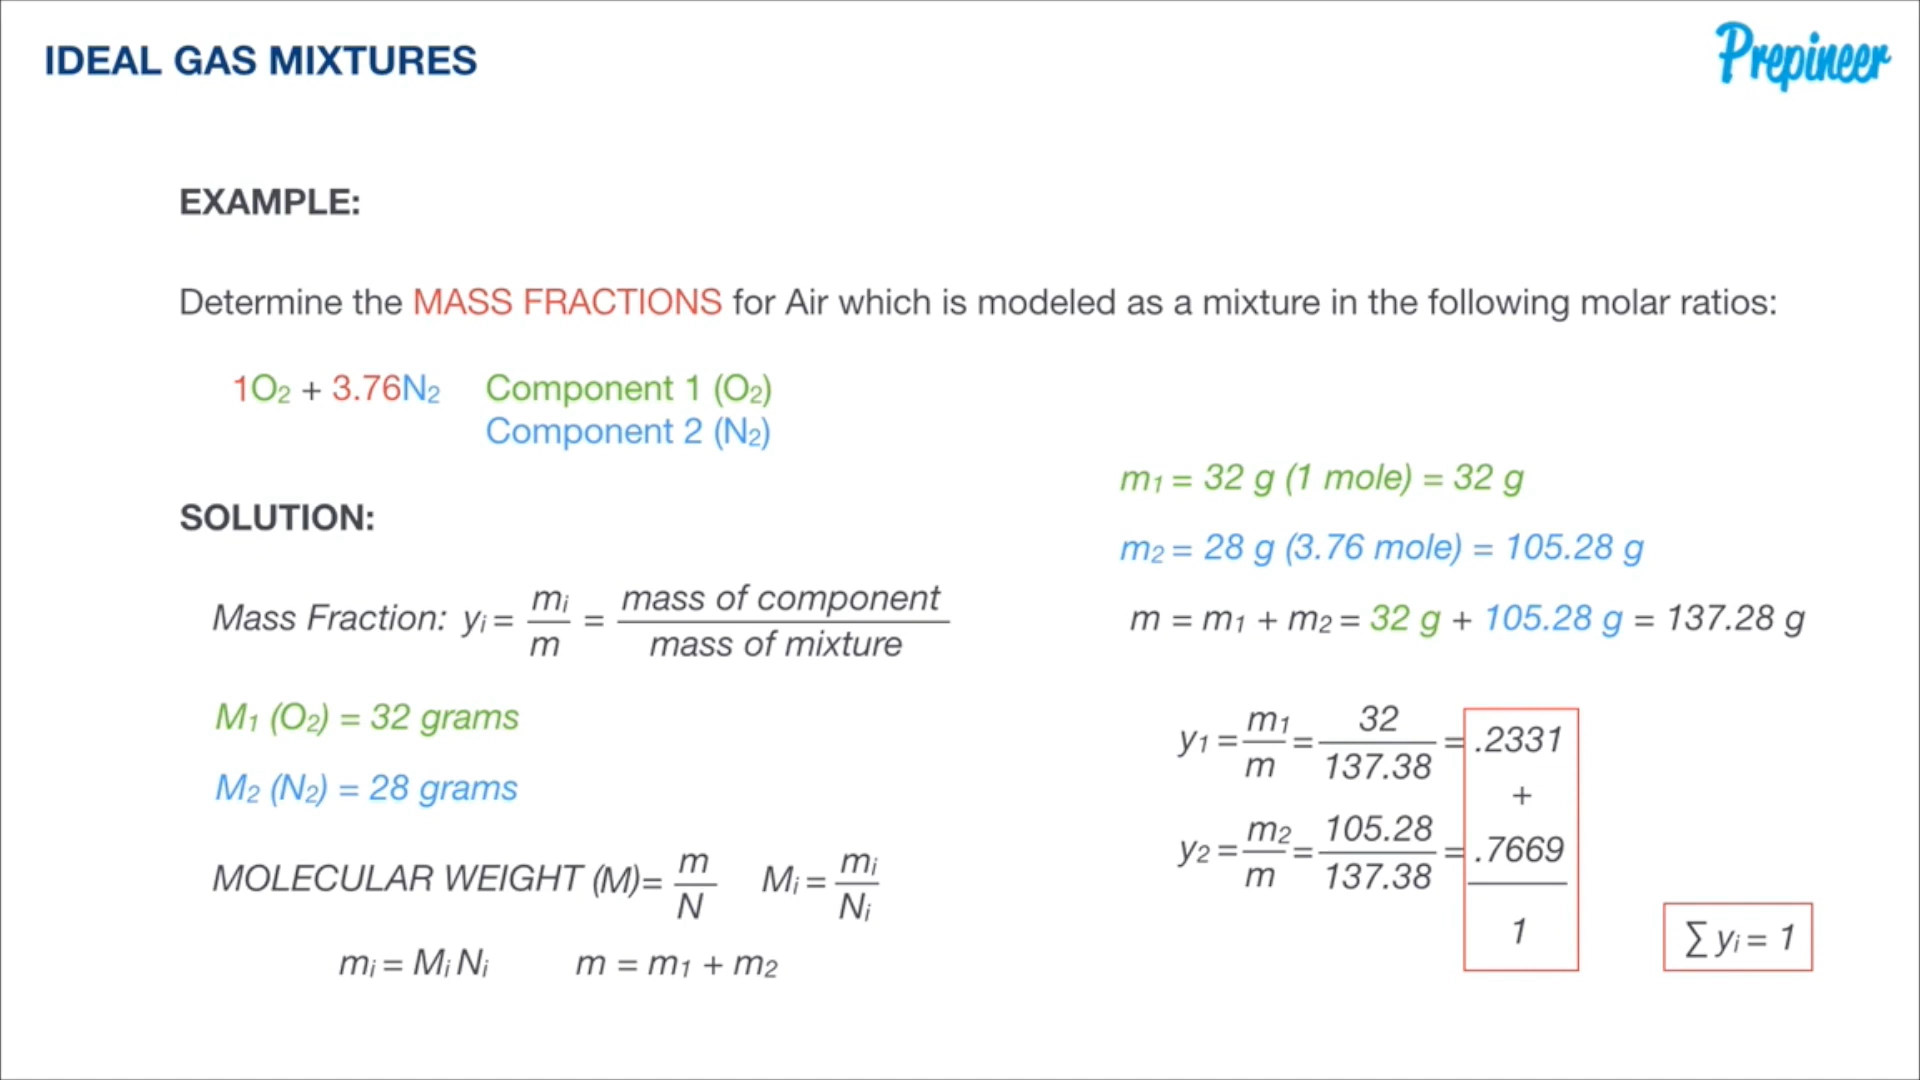 IDEAL GAS MIXTURES
Prepineer
EXAMPLE:
Determine the MASS FRACTIONS for Air which is modeled as a mixture in the following molar ratios:
1O₂ + 3.76N₂ Component 1 (O₂)
Component 2 (N₂)
SOLUTION:
Mass Fraction: yᵢ = mᵢ/m = mass of component/mass of mixture
M₁ (O₂) = 32 grams
M₂ (N₂) = 28 grams
MOLECULAR WEIGHT (M)= m/N Mᵢ = mᵢ/Nᵢ
mᵢ = Mᵢ Nᵢ m = m₁ + m₂
m₁ = 32 g (1 mole) = 32 g
m₂ = 28 g (3.76 mole) = 105.28 g
m = m₁ + m₂ = 32 g + 105.28 g = 137.28 g
y₁ = m₁/m = 32/137.38 = .2331
+
y₂ = m₂/m = 105.28/137.38 = .7669
1
∑ yᵢ = 1